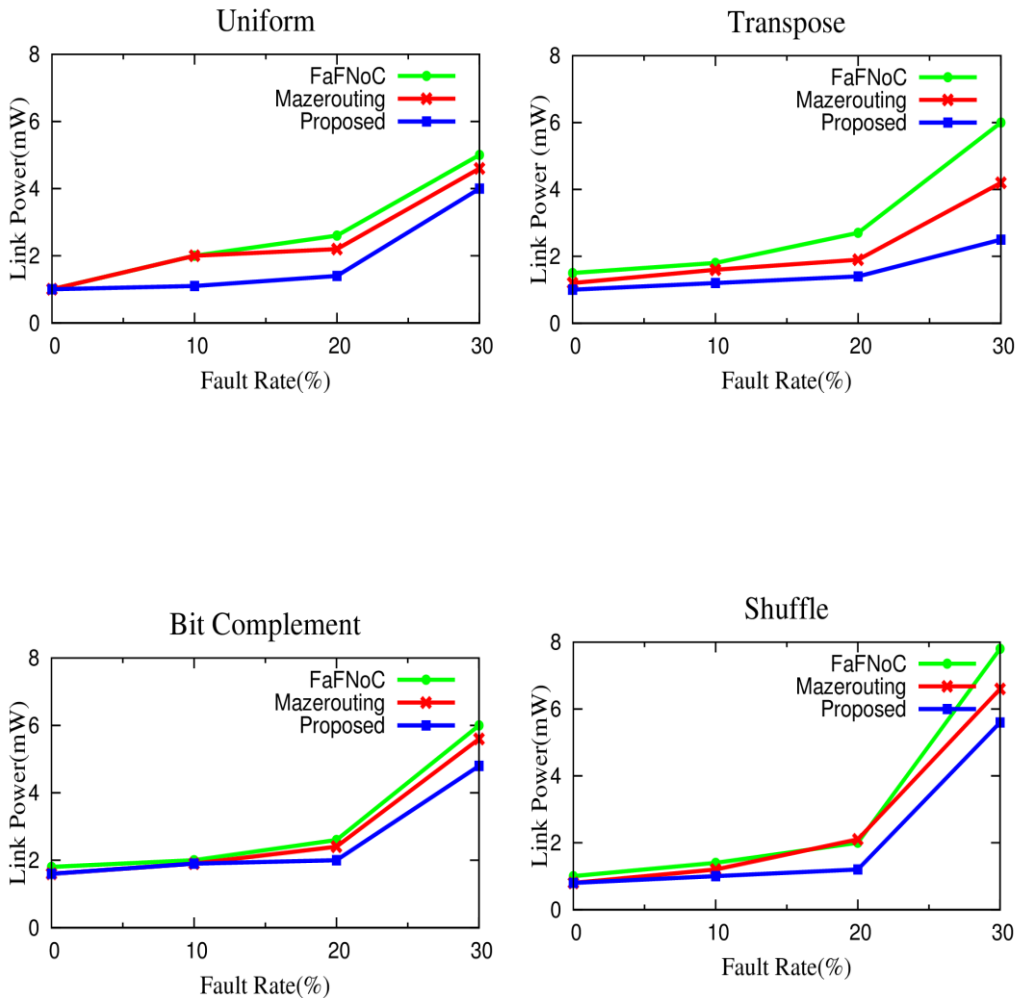 Uniform
8
6
4
2
0
Link Power(mW)
FaFNoC
Mazerouting
Proposed
0 10 20 30
Fault Rate(%)
Transpose
8
6
4
2
0
Link Power (mW)
FaFNoC
Mazerouting
Proposed
0 10 20 30
Fault Rate(%)
Bit Complement
8
6
4
2
0
Link Power(mW)
FaFNoC
Mazerouting
Proposed
0 10 20 30
Fault Rate(%)
Shuffle
8
6
4
2
0
Link Power(mW)
FaFNoC
Mazerouting
Proposed
0 10 20 30
Fault Rate(%)